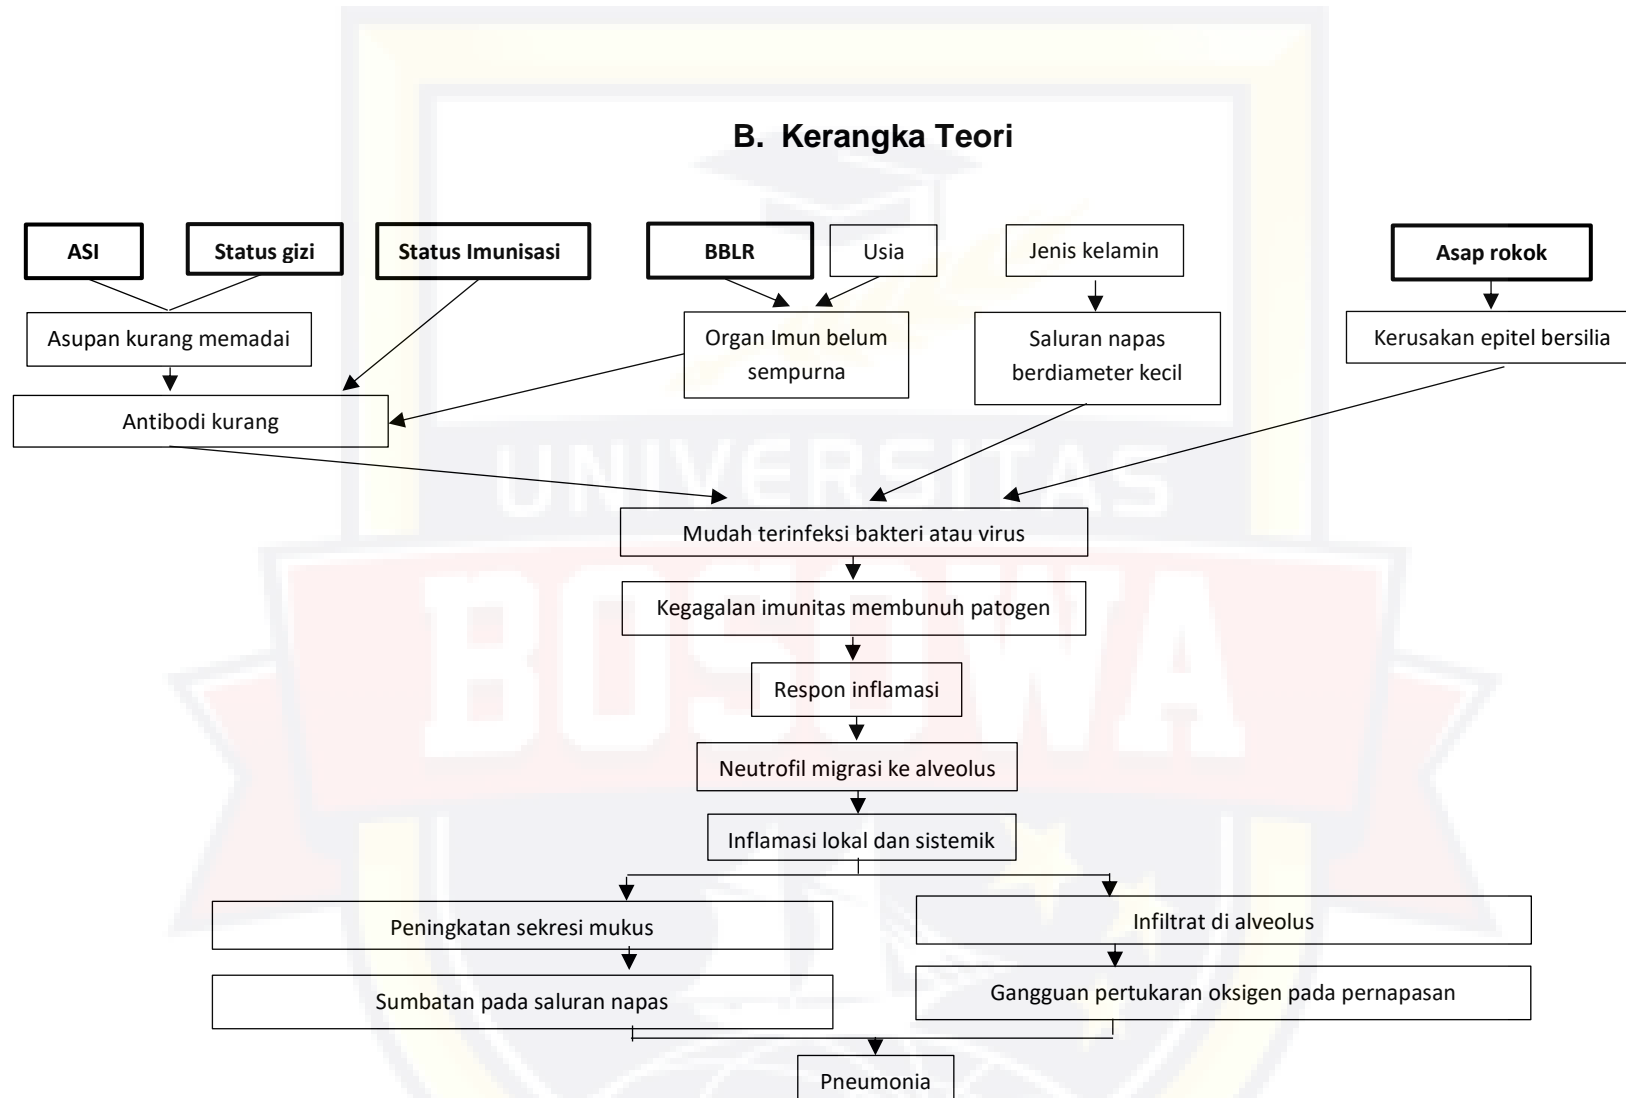 B. Kerangka Teori
ASI
Status gizi
Status Imunisasi
BBLR
Usia
Jenis kelamin
Asap rokok
Asupan kurang memadai
Organ Imun belum
sempurna
Saluran napas
berdiameter kecil
Kerusakan epitel bersilia
Antibodi kurang
UNIVERSITAS
Mudah terinfeksi bakteri atau virus
BOSOWA
Kegagalan imunitas membunuh patogen
Respon inflamasi
Neutrofil migrasi ke alveolus
Inflamasi lokal dan sistemik
Peningkatan sekresi mukus
Infiltrat di alveolus
Sumbatan pada saluran napas
Gangguan pertukaran oksigen pada pernapasan
Pneumonia